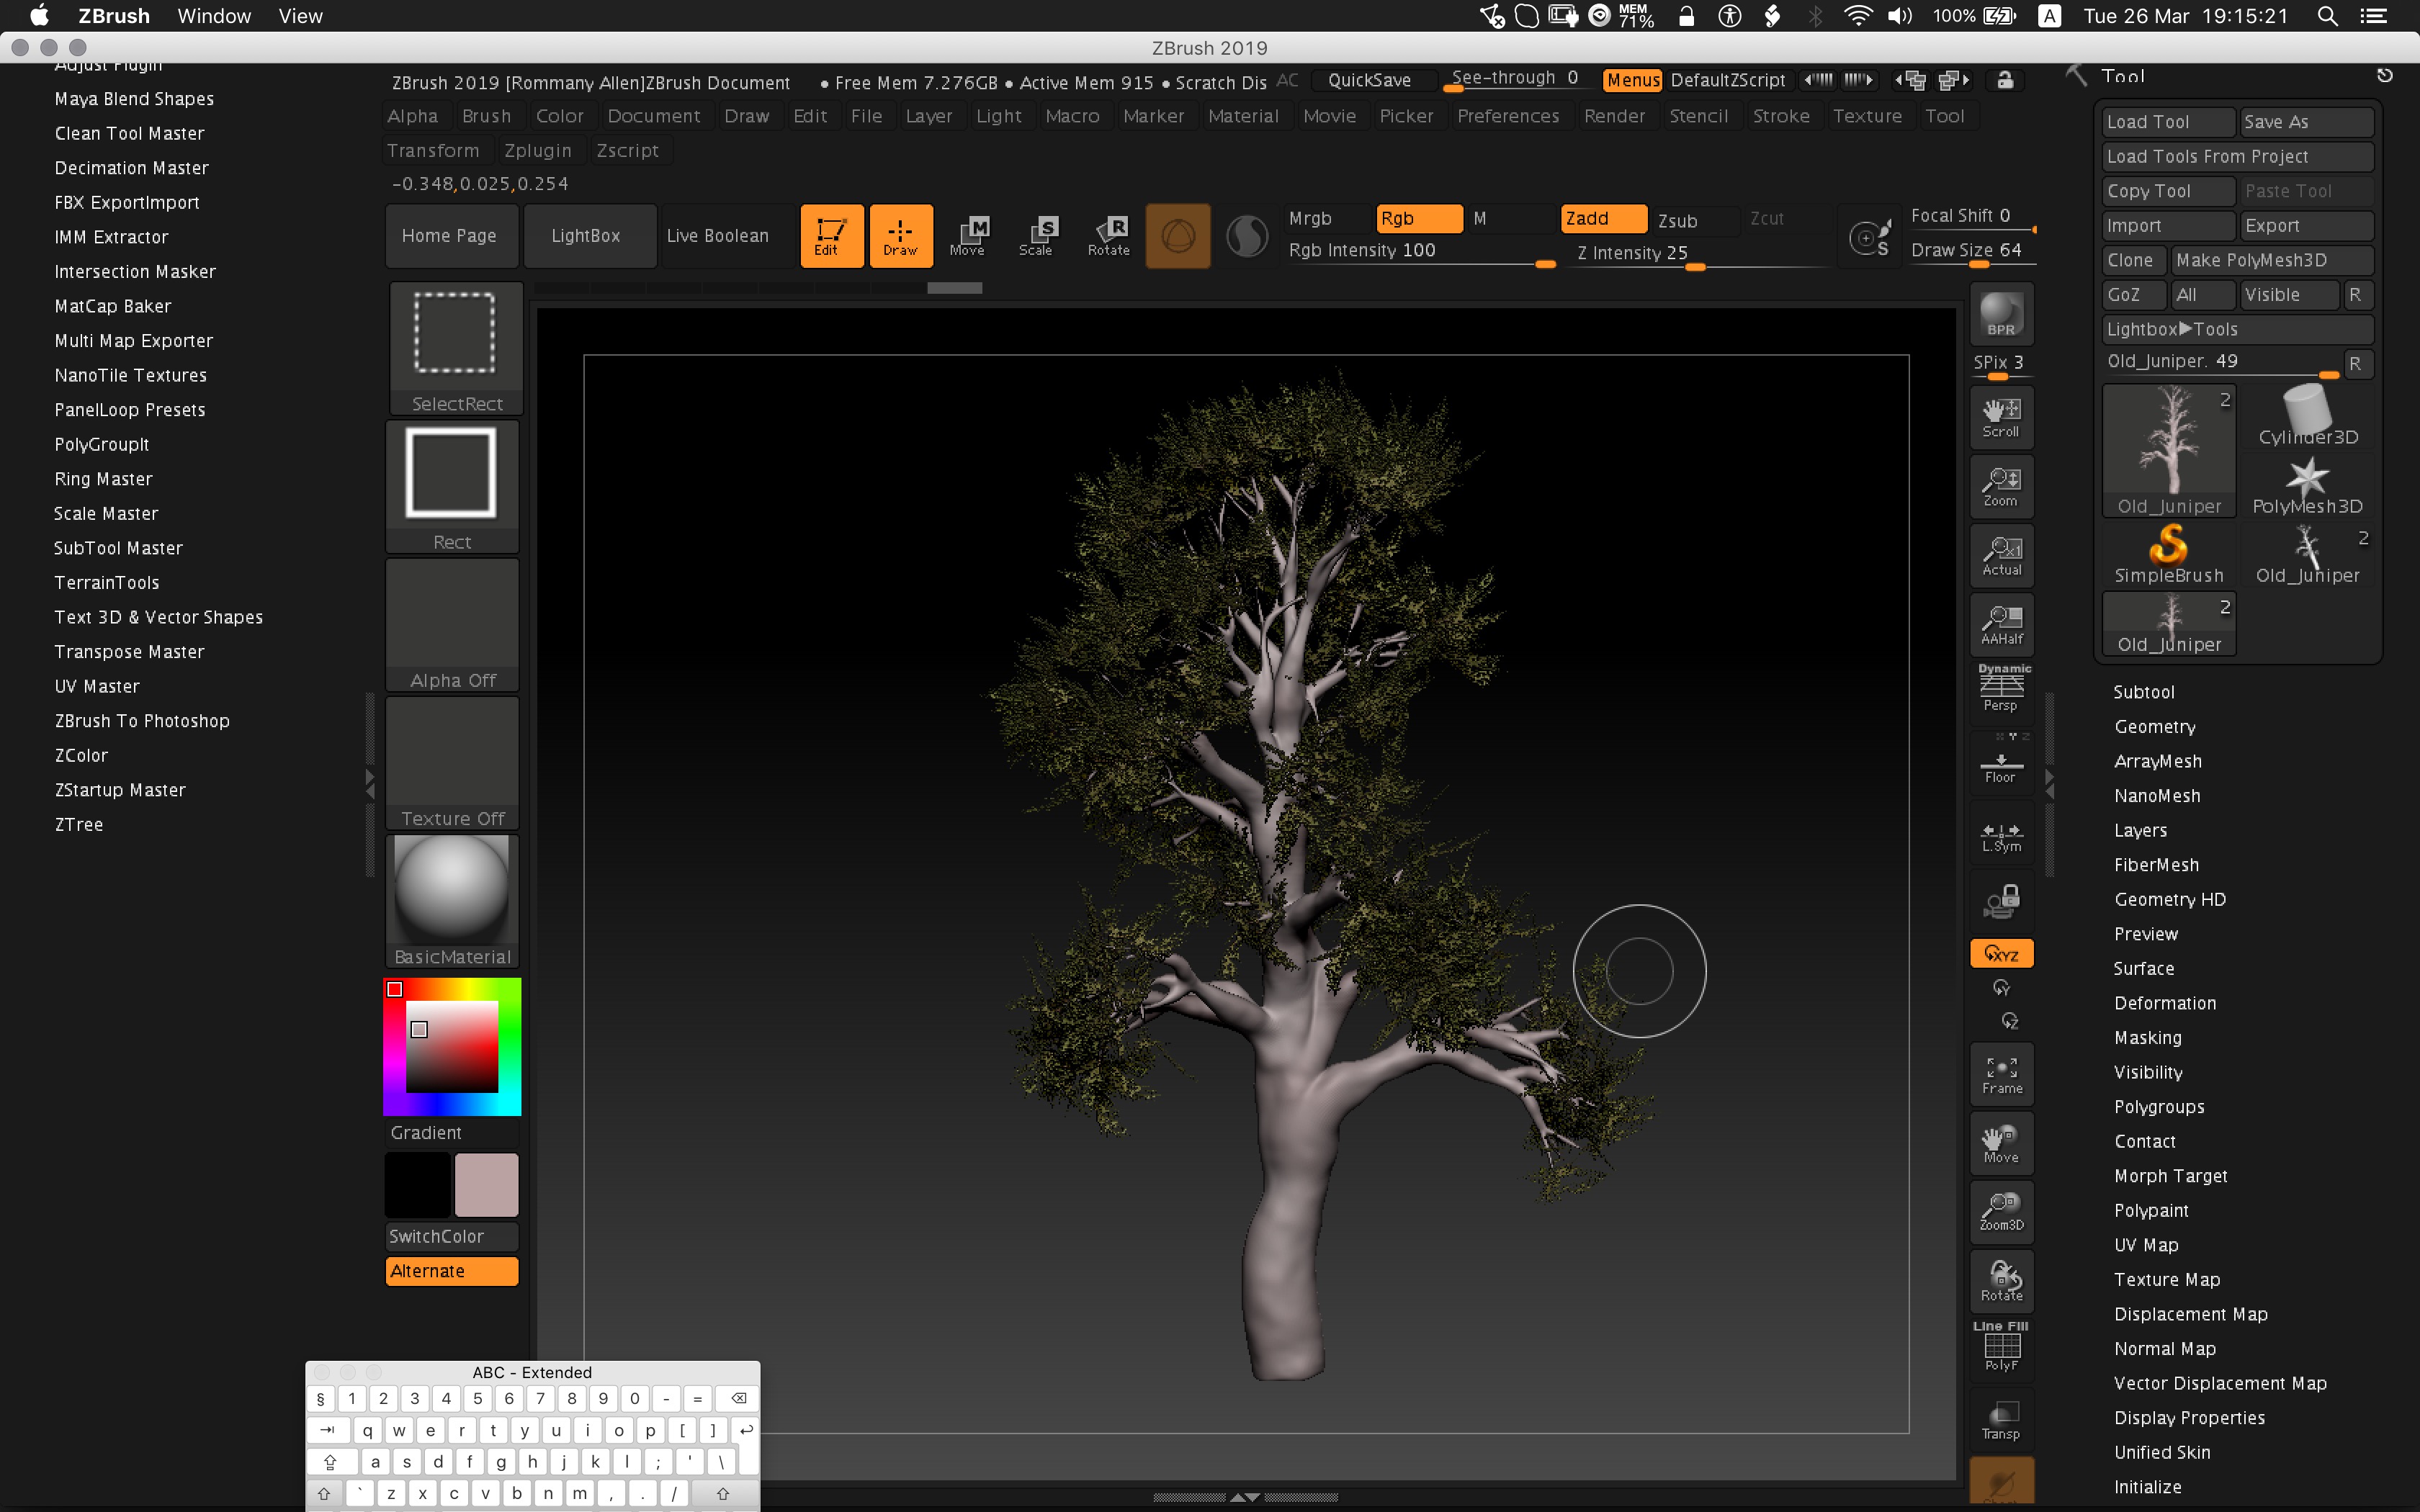 ZBrush Window View MEM 71% 100% A Tue 26 Mar 19:15:21
ZBrush 2019
Adjust Plugin
Maya Blend Shapes
Clean Tool Master
Decimation Master
FBX ExportImport
IMM Extractor
Intersection Masker
MatCap Baker
Multi Map Exporter
NanoTile Textures
PanelLoop Presets
PolyGroupIt
Ring Master
Scale Master
SubTool Master
TerrainTools
Text 3D & Vector Shapes
Transpose Master
UV Master
ZBrush To Photoshop
ZColor
ZStartup Master
ZTree
ZBrush 2019 [Rommany Allen]ZBrush Document • Free Mem 7.276GB • Active Mem 915 • Scratch Dis AC QuickSave See-through 0 Menus DefaultZScript
Alpha Brush Color Document Draw Edit File Layer Light Macro Marker Material Movie Picker Preferences Render Stencil Stroke Texture Tool
Transform Zplugin Zscript
-0.348,0.025,0.254
Home Page LightBox Live Boolean Edit Draw M Move S Scale R Rotate
Mrgb Rgb M Zadd Zsub Zcut
Rgb Intensity 100 Z Intensity 25
S Focal Shift 0
Draw Size 64
SelectRect
Rect
Alpha Off
Texture Off
BasicMaterial
Gradient
SwitchColor
Alternate
BPR
SPix 3
Scroll
Zoom
x1
Actual
AAHalf
Dynamic
Persp
Floor
L.Sym
XYZ
Y
Z
Frame
Move
Zoom3D
Rotate
Line Fill
PolyF
Transp
Tool
Load Tool Save As
Load Tools From Project
Copy Tool Paste Tool
Import Export
Clone Make PolyMesh3D
GoZ All Visible R
Lightbox▶Tools
Old_Juniper. 49 R
2
Old_Juniper
Cylinder3D
PolyMesh3D
SimpleBrush
2
Old_Juniper
2
Old_Juniper
Subtool
Geometry
ArrayMesh
NanoMesh
Layers
FiberMesh
Geometry HD
Preview
Surface
Deformation
Masking
Visibility
Polygroups
Contact
Morph Target
Polypaint
UV Map
Texture Map
Displacement Map
Normal Map
Vector Displacement Map
Display Properties
Unified Skin
Initialize
ABC - Extended
§ 1 2 3 4 5 6 7 8 9 0 - =
q w e r t y u i o p [ ]
a s d f g h j k l ; ' \
` z x c v b n m , . /